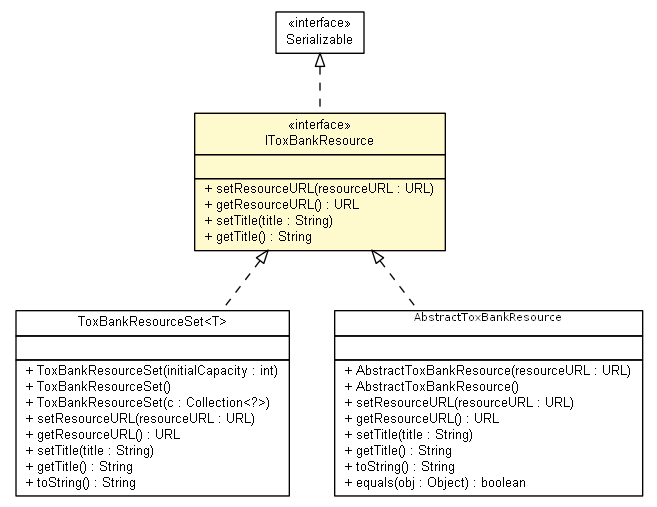 «interface»
Serializable
«interface»
IToxBankResource
+ setResourceURL(resourceURL : URL)
+ getResourceURL() : URL
+ setTitle(title : String)
+ getTitle() : String
ToxBankResourceSet<T>
+ ToxBankResourceSet(initialCapacity : int)
+ ToxBankResourceSet()
+ ToxBankResourceSet(c : Collection<?>)
+ setResourceURL(resourceURL : URL)
+ getResourceURL() : URL
+ setTitle(title : String)
+ getTitle() : String
+ toString() : String
AbstractToxBankResource
+ AbstractToxBankResource(resourceURL : URL)
+ AbstractToxBankResource()
+ setResourceURL(resourceURL : URL)
+ getResourceURL() : URL
+ setTitle(title : String)
+ getTitle() : String
+ toString() : String
+ equals(obj : Object) : boolean